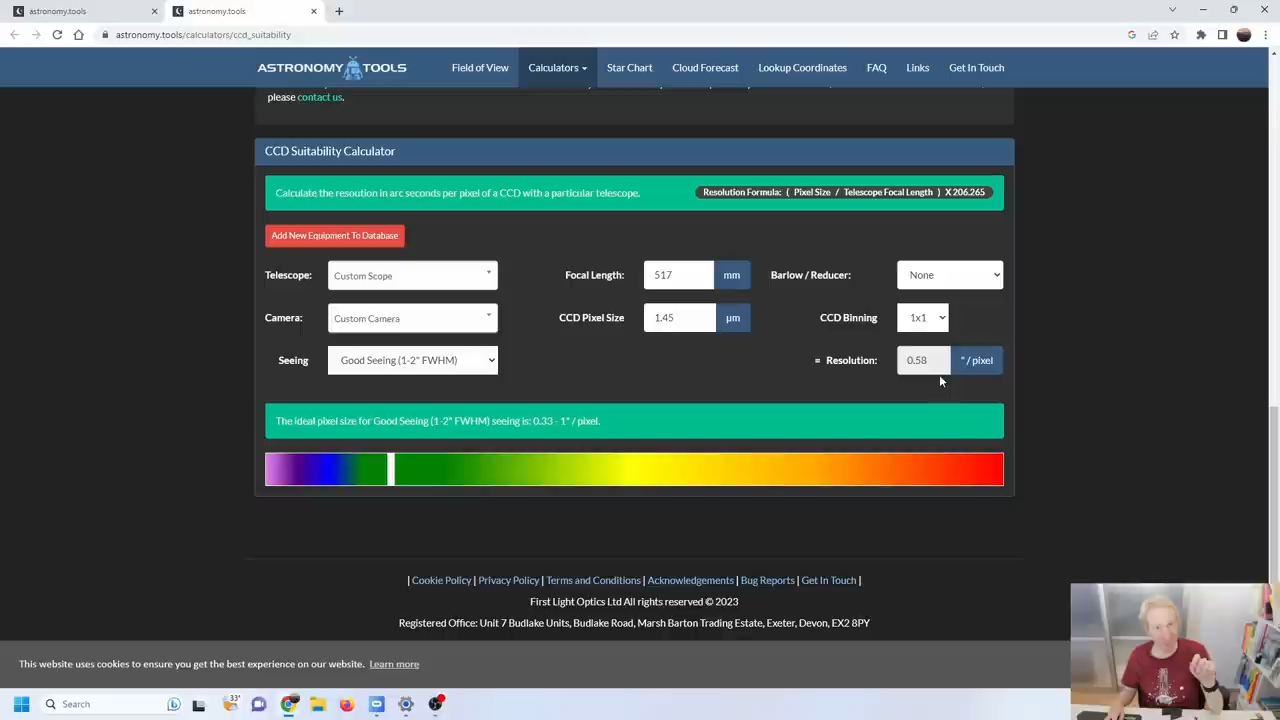 astronomy.tools
astronomy.tools
astronomy.tools/calculators/ccd_suitability
ASTRONOMY TOOLS Field of View Calculators Star Chart Cloud Forecast Lookup Coordinates FAQ Links Get In Touch
please contact us.
CCD Suitability Calculator
Calculate the resoution in arc seconds per pixel of a CCD with a particular telescope. Resolution Formula: ( Pixel Size / Telescope Focal Length ) X 206.265
Add New Equipment To Database
Telescope: Custom Scope Focal Length: 517 mm Barlow / Reducer: None
Camera: Custom Camera CCD Pixel Size 1.45 µm CCD Binning 1x1
Seeing Good Seeing (1-2" FWHM) = Resolution: 0.58 " / pixel
The ideal pixel size for Good Seeing (1-2" FWHM) seeing is: 0.33 - 1" / pixel.
| Cookie Policy | Privacy Policy | Terms and Conditions | Acknowledgements | Bug Reports | Get In Touch |
First Light Optics Ltd All rights reserved © 2023
Registered Office: Unit 7 Budlake Units, Budlake Road, Marsh Barton Trading Estate, Exeter, Devon, EX2 8PY
This website uses cookies to ensure you get the best experience on our website. Learn more
Search 33°